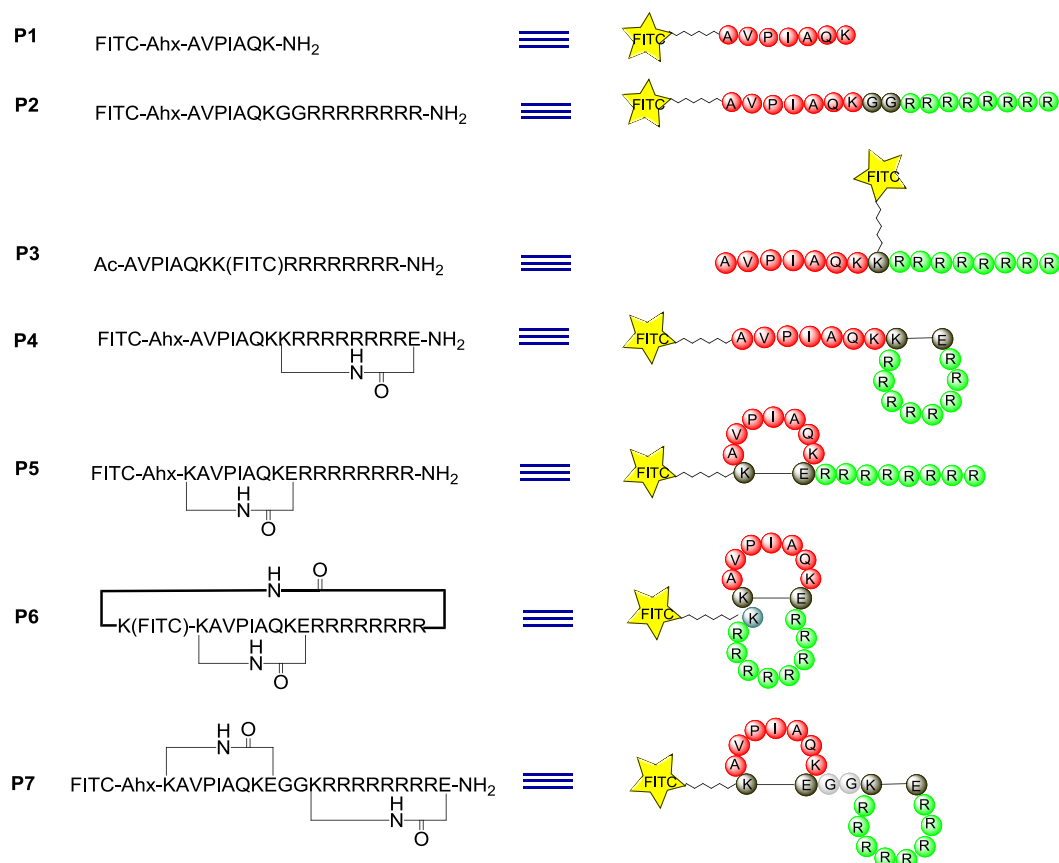 P1
FITC-Ahx-AVPIAQK-NH2
FITC
A V P I A Q K
P2
FITC-Ahx-AVPIAQKGGRRRRRRRR-NH2
FITC
A V P I A Q K G G R R R R R R R R
P3
Ac-AVPIAQKK(FITC)RRRRRRRR-NH2
FITC
A V P I A Q K K R R R R R R R R
P4
FITC-Ahx-AVPIAQKKRRRRRRRRE-NH2
H
N
O
FITC
A V P I A Q K K E
R R R R R R R R
P5
FITC-Ahx-KAVPIAQKERRRRRRRR-NH2
H
N
O
FITC
A V P I A Q K
K E R R R R R R R R
P6
H
N
O
K(FITC)-KAVPIAQKERRRRRRRR
H
N
O
FITC
A V P I A Q K
K E
K
R R R R R R R R
P7
H
N
O
FITC-Ahx-KAVPIAQKEGGKRRRRRRRRE-NH2
H
N
O
FITC
A V P I A Q K
K E G G K E
R R R R R R R R